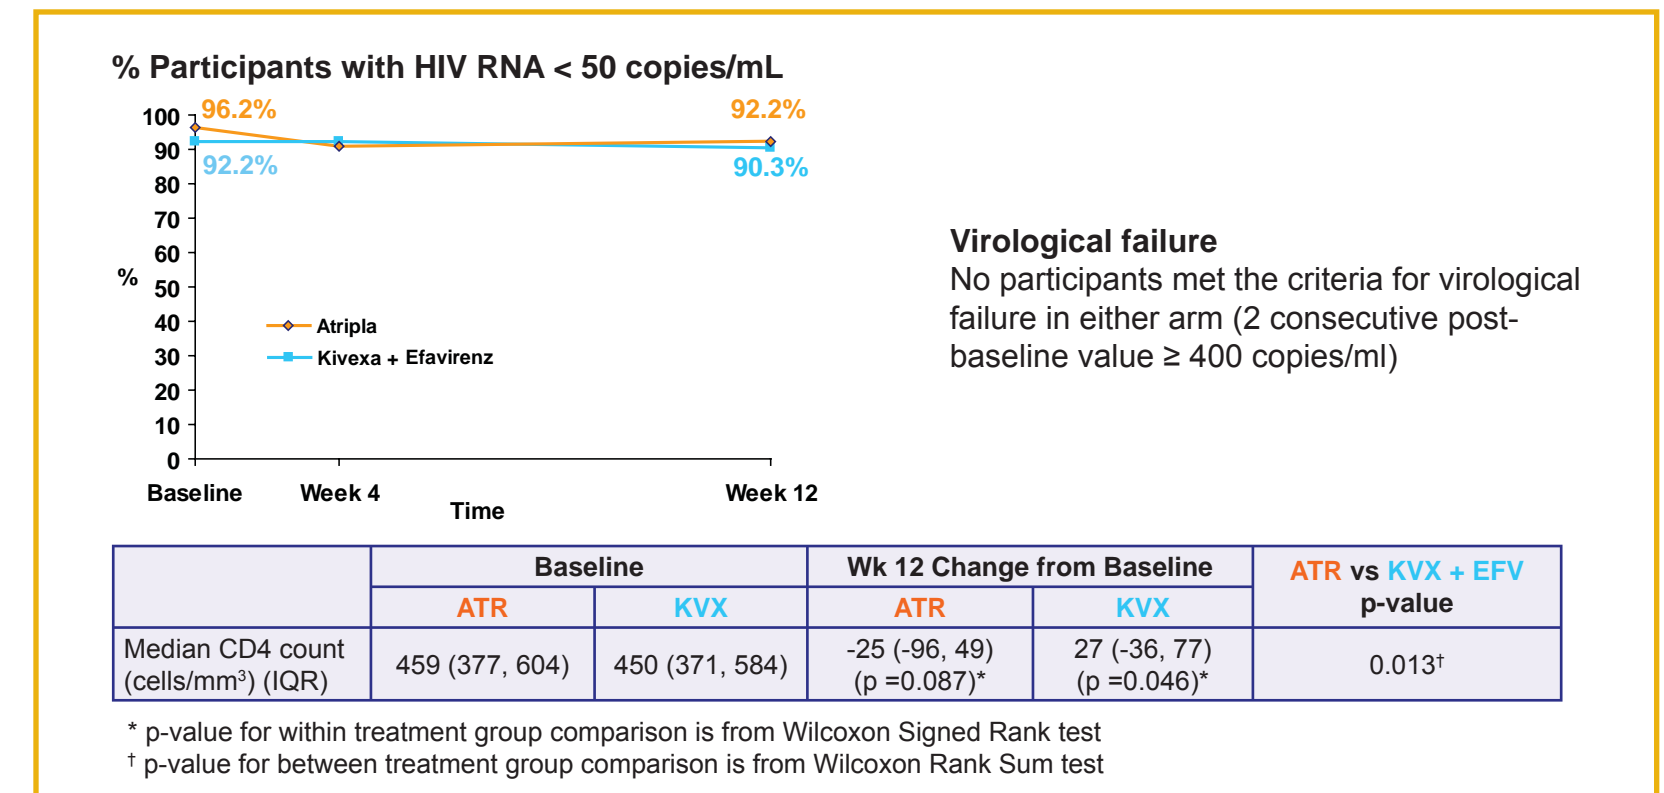 % Participants with HIV RNA < 50 copies/mL
96.2%
92.2%
92.2%
90.3%
100
90
80
70
60
50
40
30
20
10
0
%
Atripla
Kivexa + Efavirenz
Baseline
Week 4
Week 12
Time
Virological failure
No participants met the criteria for virological
failure in either arm (2 consecutive post-
baseline value ≥ 400 copies/ml)
Baseline
Wk 12 Change from Baseline
ATR vs KVX + EFV
p-value
ATR
KVX
ATR
KVX
Median CD4 count
(cells/mm³) (IQR)
459 (377, 604)
450 (371, 584)
-25 (-96, 49)
(p =0.087)*
27 (-36, 77)
(p =0.046)*
0.013†
* p-value for within treatment group comparison is from Wilcoxon Signed Rank test
† p-value for between treatment group comparison is from Wilcoxon Rank Sum test